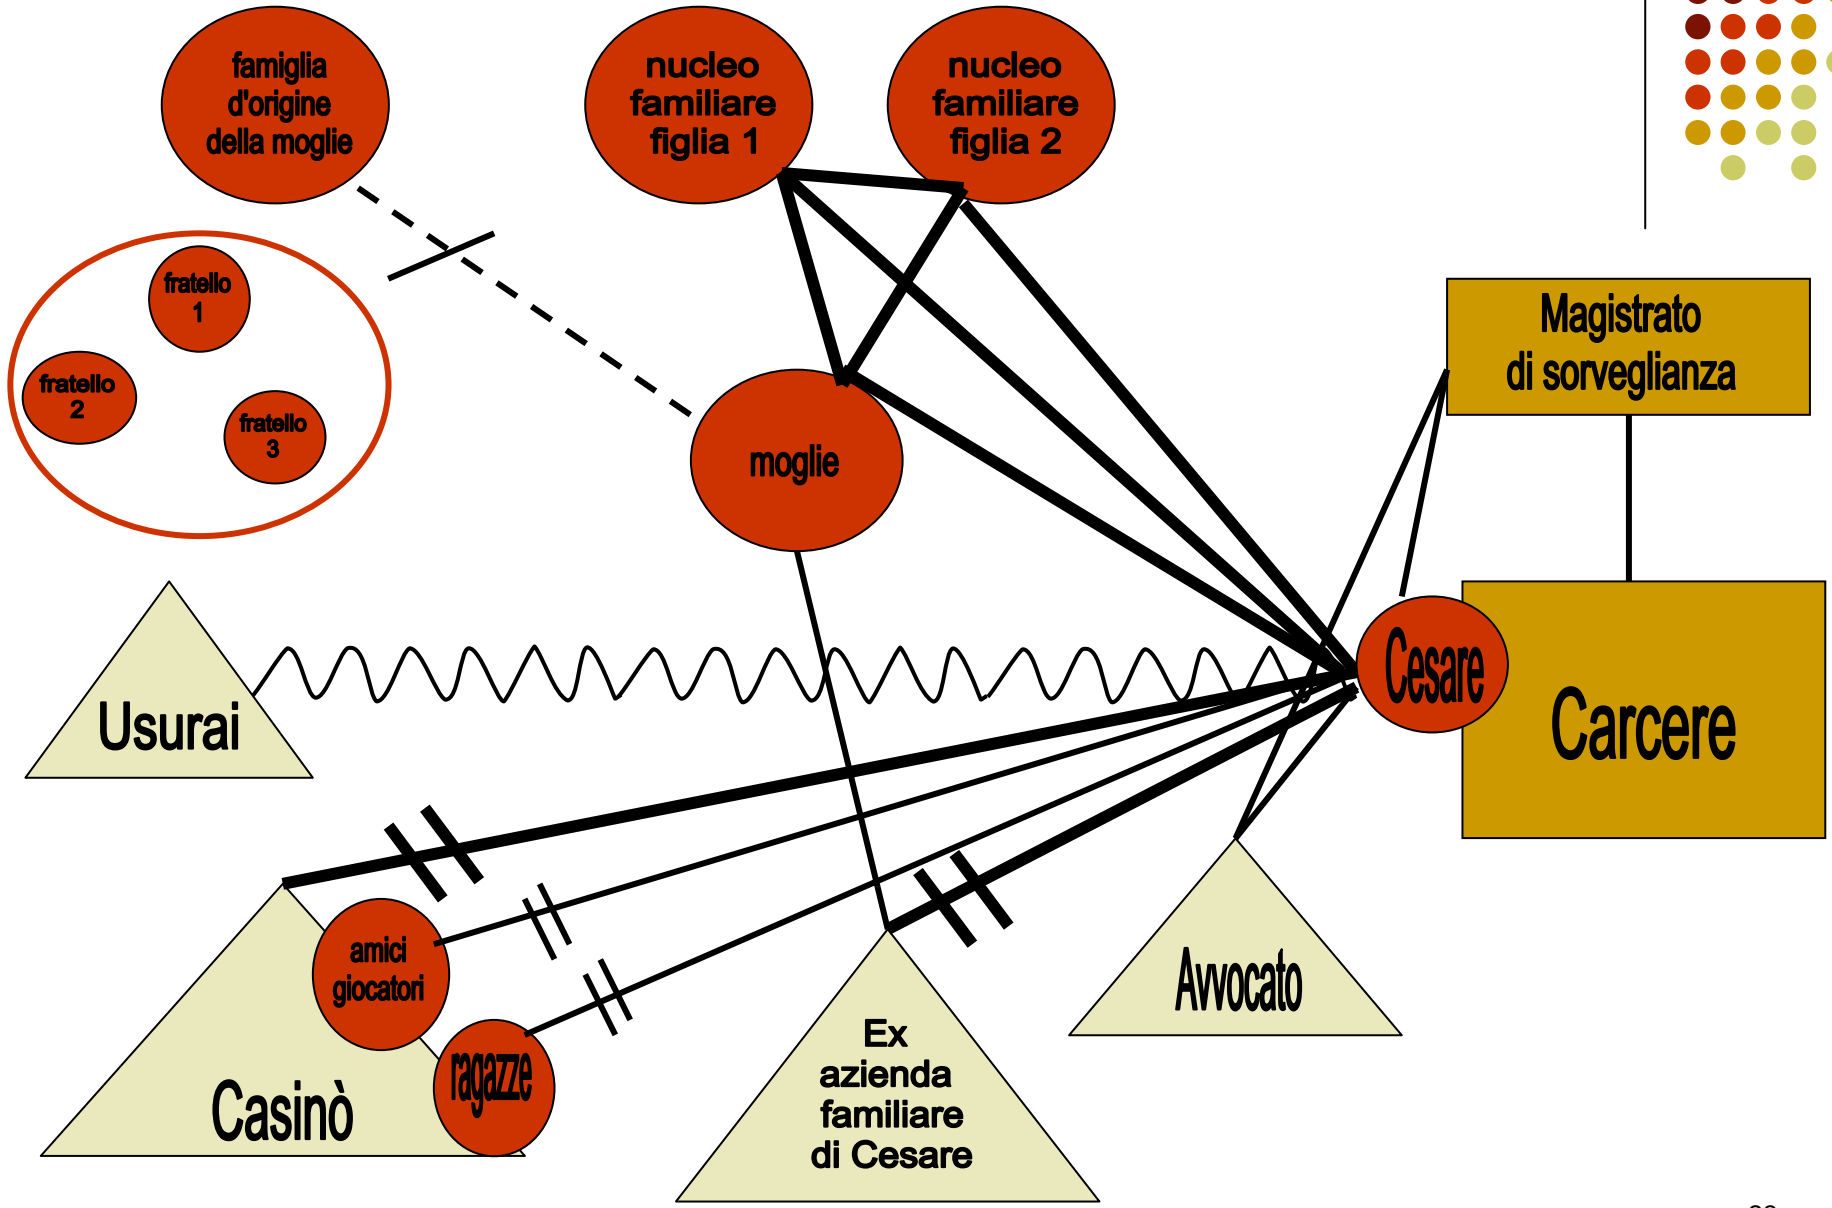 famiglia
d'origine
della moglie
nucleo
familiare
figlia 1
nucleo
familiare
figlia 2
fratello
1
fratello
2
fratello
3
moglie
Magistrato
di sorveglianza
Usurai
Cesare
Carcere
amici
giocatori
ragazze
Casinò
Ex
azienda
familiare
di Cesare
Avvocato